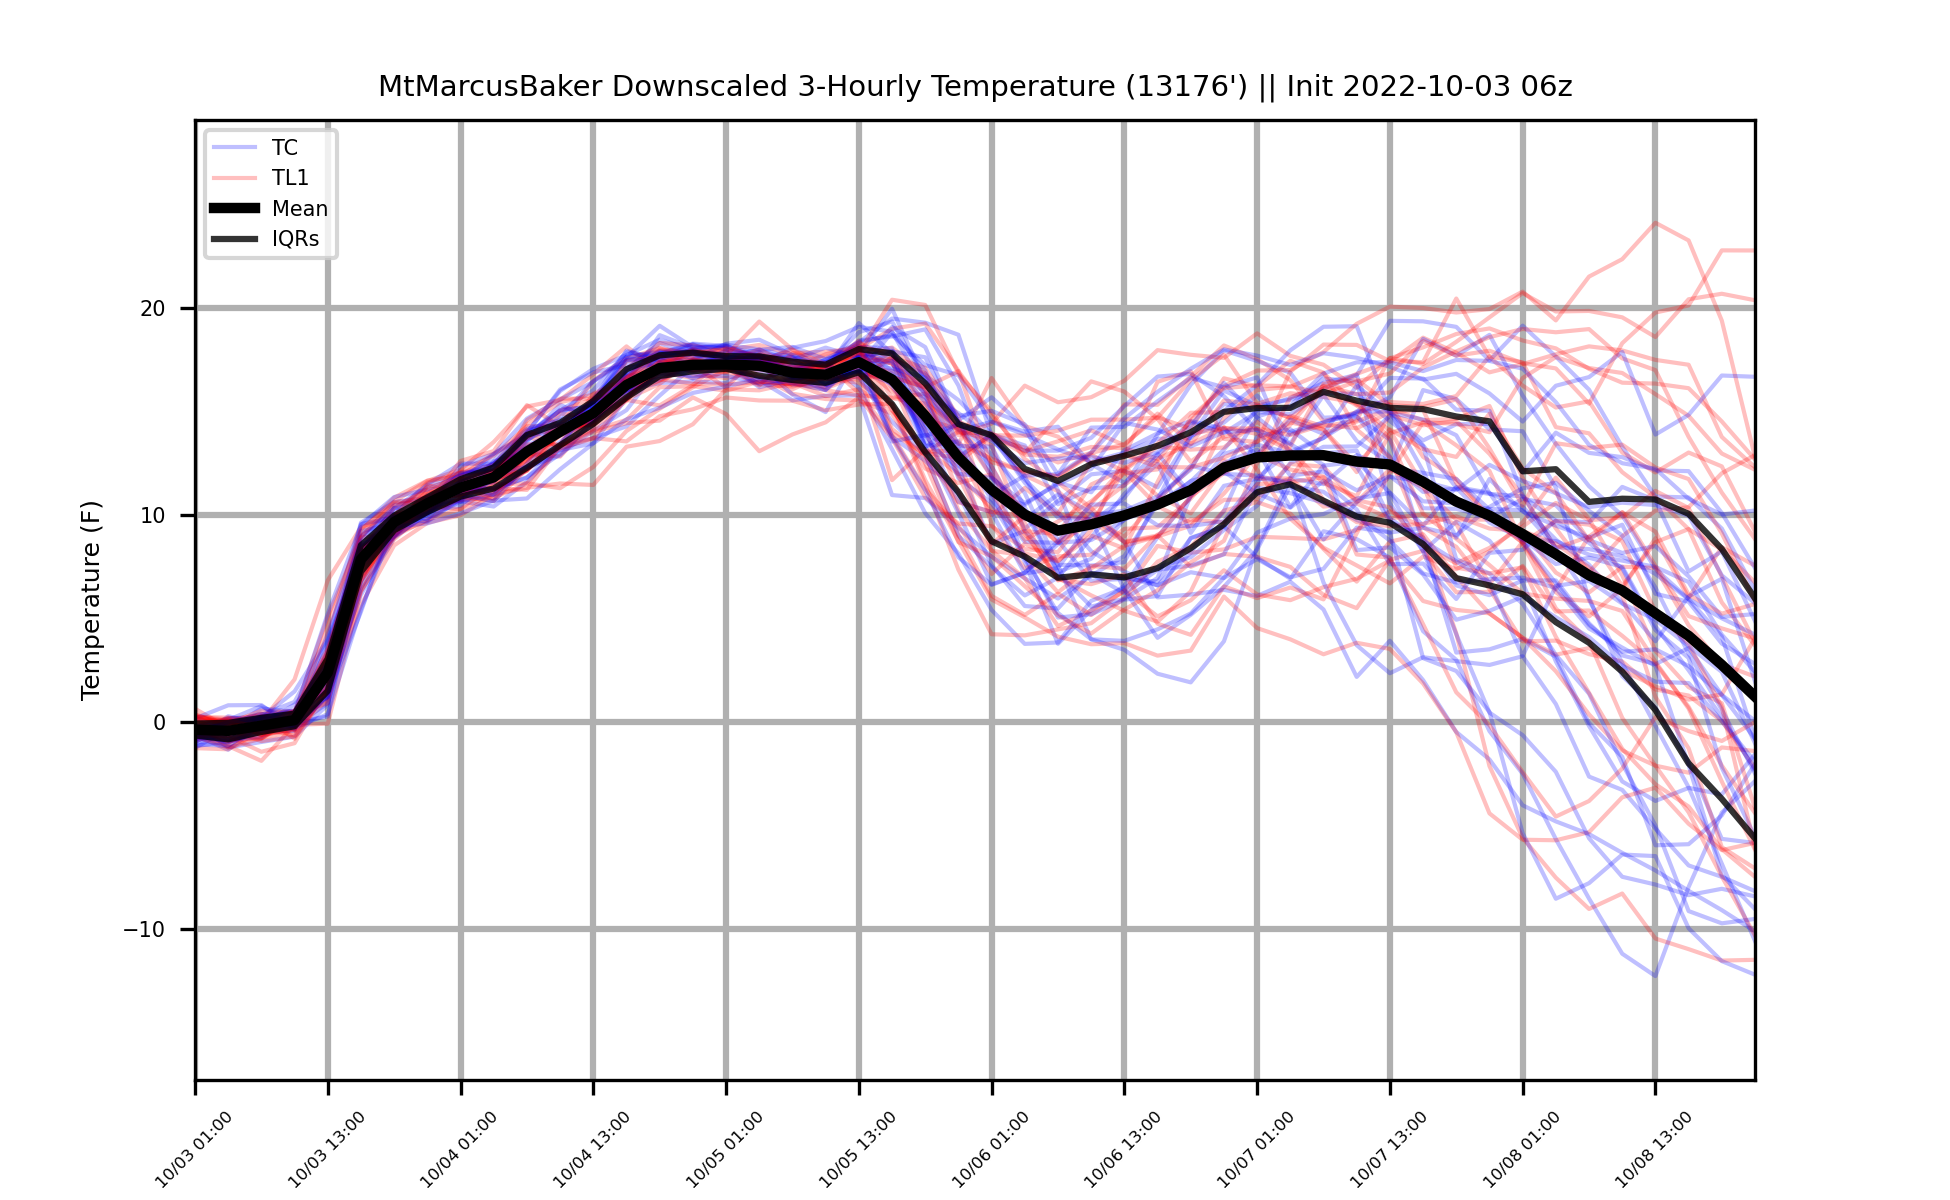 MtMarcusBaker Downscaled 3-Hourly Temperature (13176') || Init 2022-10-03 06z
TC
TL1
Mean
IQRs
Temperature (F)
20
10
0
−10
10/03 01:00
10/03 13:00
10/04 01:00
10/04 13:00
10/05 01:00
10/05 13:00
10/06 01:00
10/06 13:00
10/07 01:00
10/07 13:00
10/08 01:00
10/08 13:00